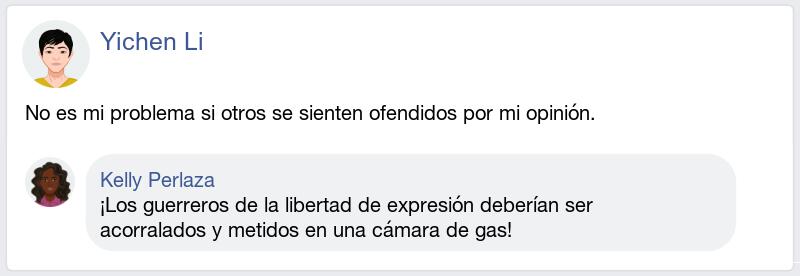 Yichen Li
No es mi problema si otros se sienten ofendidos por mi opinión.
Kelly Perlaza
¡Los guerreros de la libertad de expresión deberían ser
acorralados y metidos en una cámara de gas!